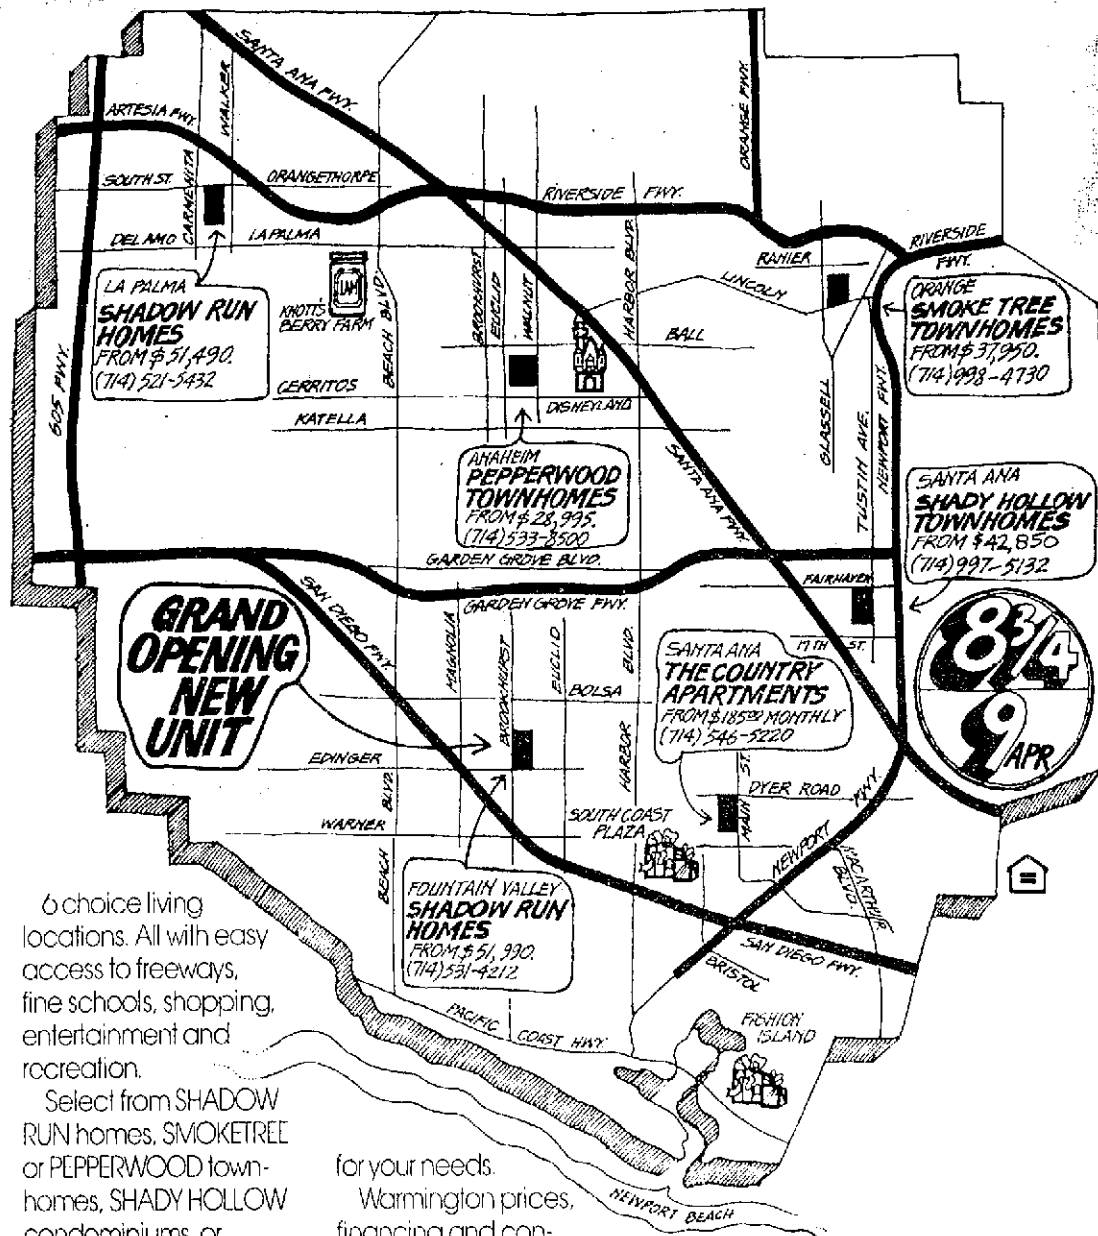 SANTA ANA FWY.
ORANGE FWY.
ARTESIA FWY.
WALKER
CARMENITA
SOUTH ST.
ORANGETHORPE
RIVERSIDE FWY.
DEL AMO
LA PALMA
RIVERSIDE
FWY.
RANIER
LINCOLN
HARBOR BLVD.
BROOKHURST
EUCLID
WALNUT
BALL
BEACH BLVD
605 FWY.
LA PALMA
SHADOW RUN
HOMES
FROM $51,490.
(714) 521-5432
JAM
KNOTT'S
BERRY FARM
ORANGE
SMOKE TREE
TOWNHOMES
FROM $37,950.
(714) 998-4730
CERRITOS
KATELLA
DISNEYLAND
GLASSELL
TUSTIN AVE.
NEWPORT FWY.
ANAHEIM
PEPPERWOOD
TOWNHOMES
FROM $28,995.
(714) 533-8500
SANTA ANA FWY.
SANTA ANA
SHADY HOLLOW
TOWNHOMES
FROM $42,850
(714) 997-5132
GARDEN GROVE BLVD.
FAIRHAVEN
GARDEN GROVE FWY.
SAN DIEGO FWY.
17TH ST.
GRAND
OPENING
NEW
UNIT
8 3/4
9 APR
MAGNOLIA
BROOKHURST
EUCLID
HARBOR BLVD.
BOLSA
EDINGER
WARNER
BEACH BLVD.
SANTA ANA
THE COUNTRY
APARTMENTS
FROM $185.00 MONTHLY
(714) 546-5220
MAIN ST.
DYER ROAD
SOUTH COAST
PLAZA
NEWPORT FWY.
MACARTHUR
BLVD.
FOUNTAIN VALLEY
SHADOW RUN
HOMES
FROM $51,990.
(714) 531-4212
SAN DIEGO FWY.
BRISTOL
PACIFIC COAST HWY.
FASHION
ISLAND
NEWPORT BEACH
6 choice living
locations. All with easy
access to freeways,
fine schools, shopping,
entertainment and
recreation.
Select from SHADOW
RUN homes, SMOKETREE
or PEPPERWOOD town-
homes, SHADY HOLLOW
condominiums, or
for your needs.
Warmington prices,
financing and con-